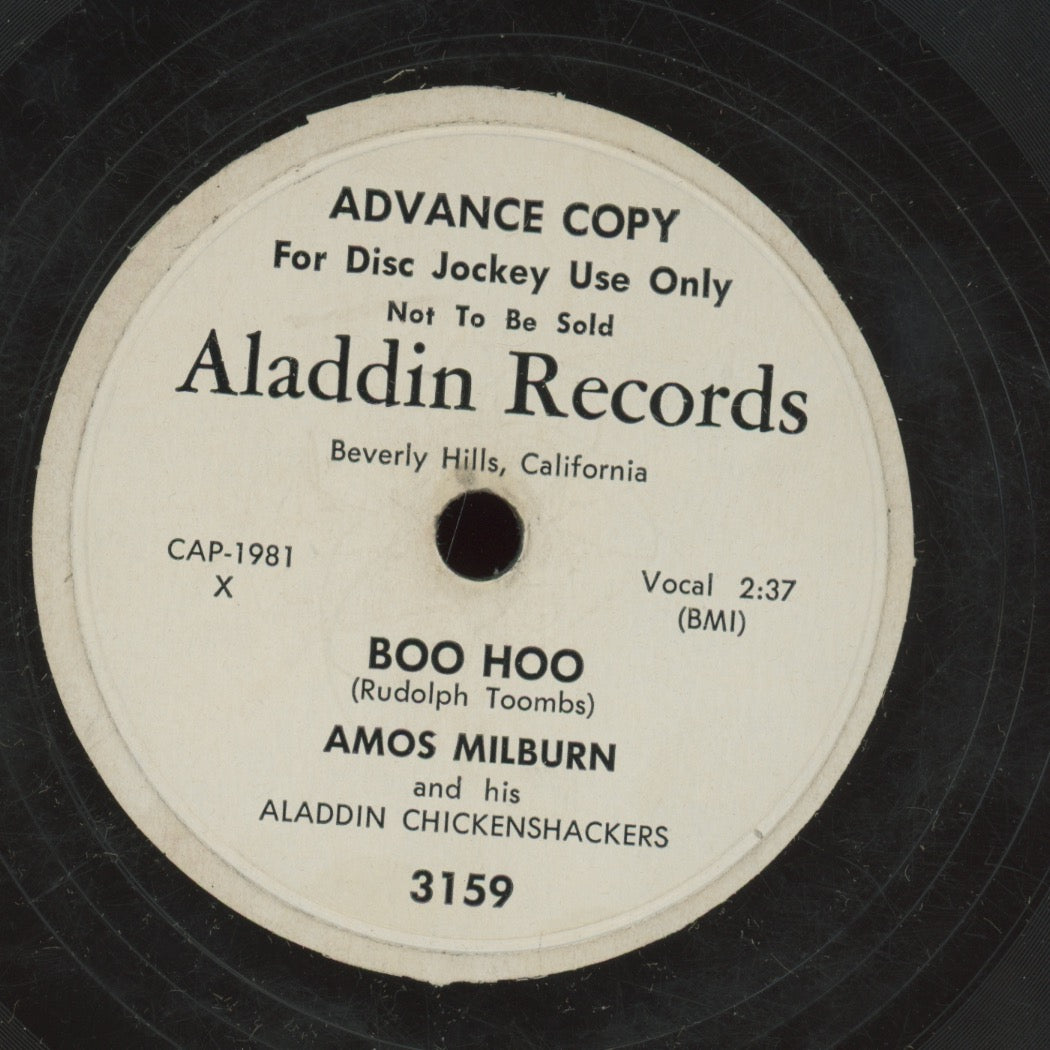 ADVANCE COPY
For Disc Jockey Use Only
Not To Be Sold
Aladdin Records
Beverly Hills, California
CAP-1981
X
Vocal 2:37
(BMI)
BOO HOO
(Rudolph Toombs)
AMOS MILBURN
and his
ALADDIN CHICKENSHACKERS
3159